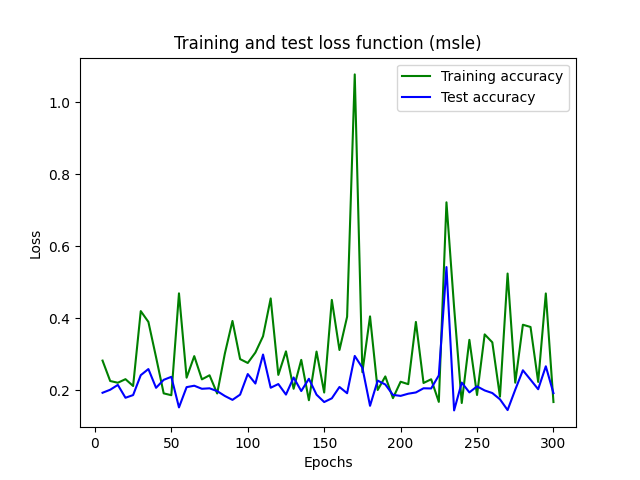 Training and test loss function (msle)
Training accuracy
Test accuracy
Loss
1.0
0.8
0.6
0.4
0.2
0 50 100 150 200 250 300
Epochs